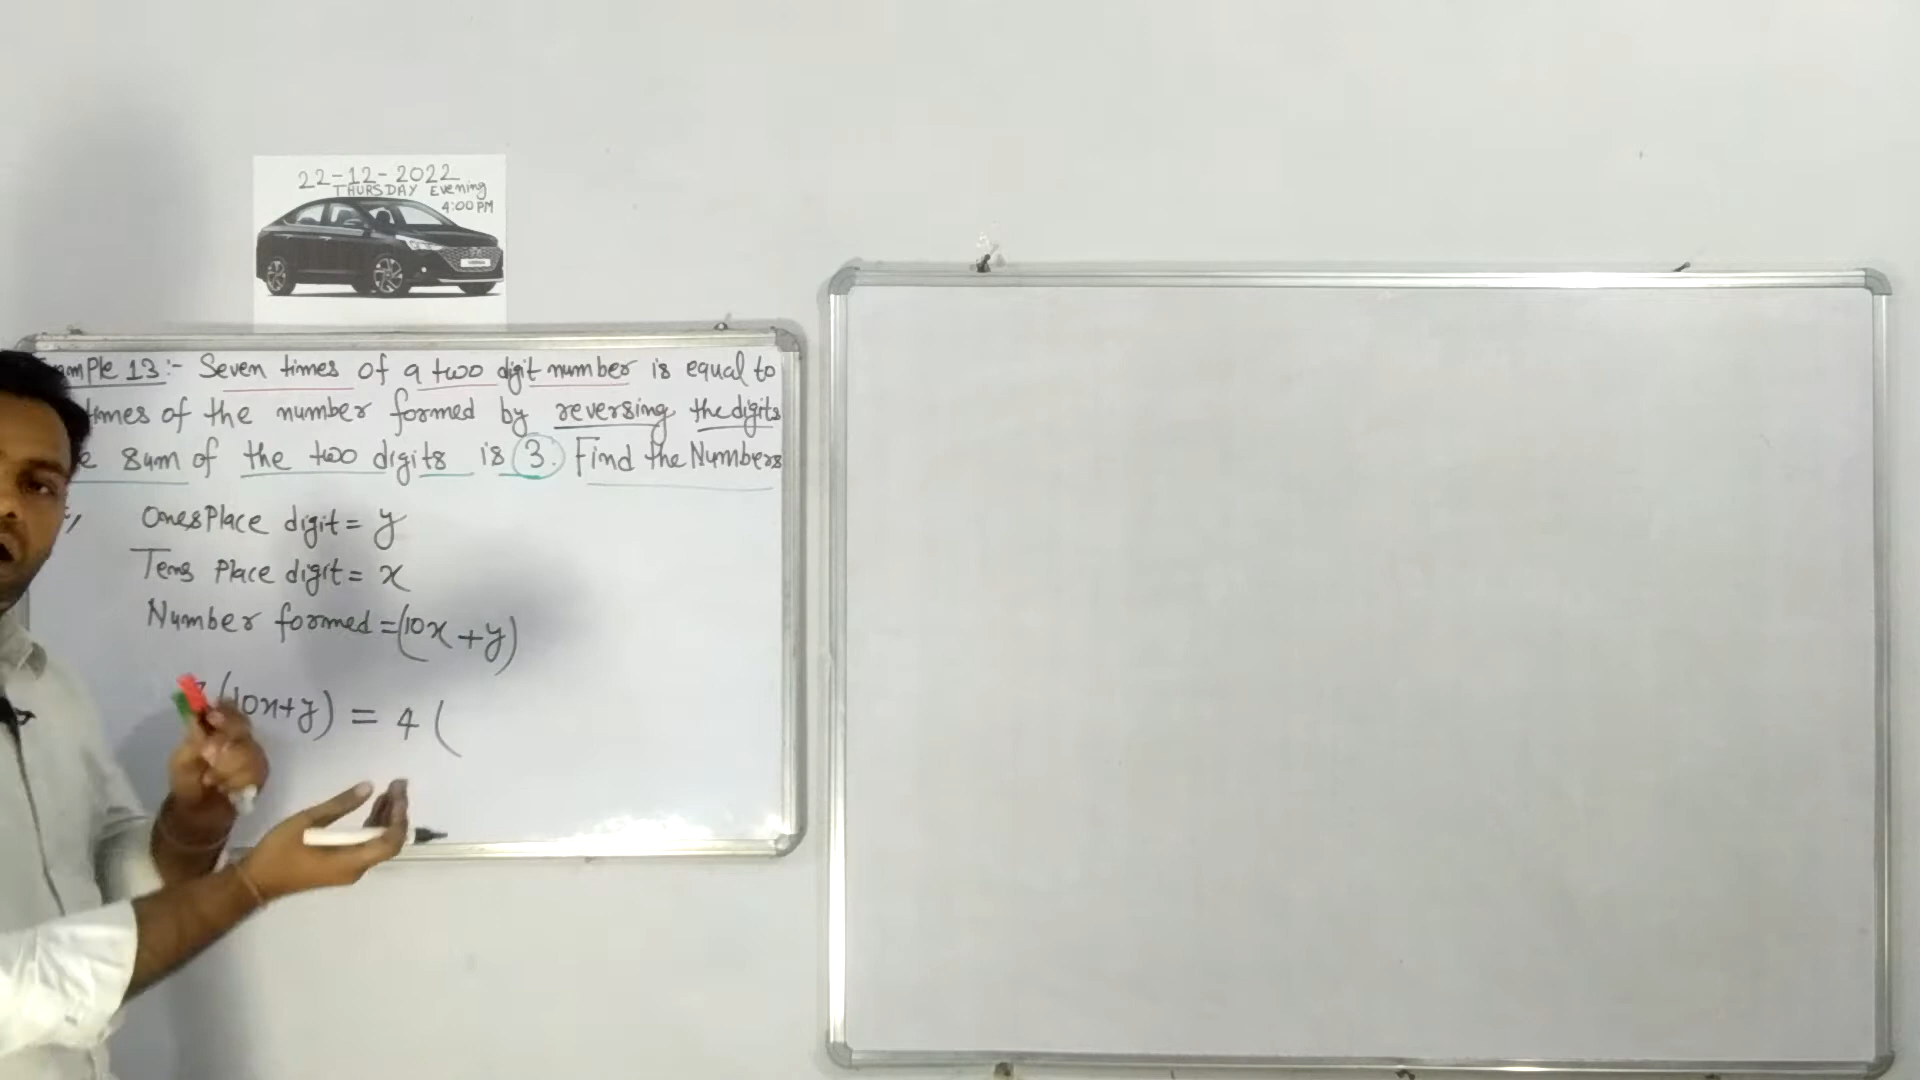 22-12-2022
THURSDAY Evening
4:00 PM
ample 13:- Seven times of a two digit number is equal to
times of the number formed by reversing the digits
e sum of the two digits is 3. Find the Numbers
Ones Place digit = y
Tens Place digit = x
Number formed = (10x + y)
(10x+y) = 4 (